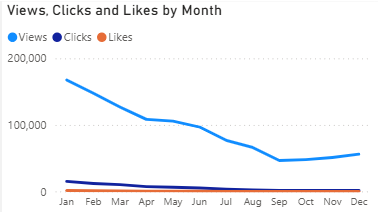 Views, Clicks and Likes by Month
Views Clicks Likes
200,000
100,000
0
Jan Feb Mar Apr May Jun Jul Aug Sep Oct Nov Dec